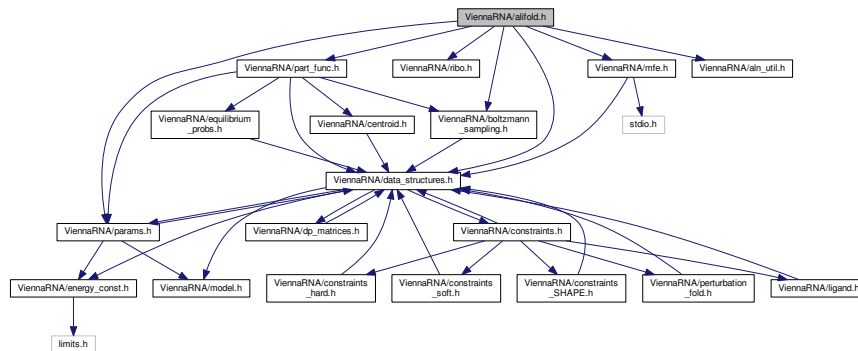 ViennaRNA/alifold.h
ViennaRNA/part_func.h
ViennaRNA/ribo.h
ViennaRNA/mfe.h
ViennaRNA/aln_util.h
ViennaRNA/equilibrium
_probs.h
ViennaRNA/centroid.h
ViennaRNA/boltzmann
_sampling.h
stdio.h
ViennaRNA/data_structures.h
ViennaRNA/params.h
ViennaRNA/dp_matrices.h
ViennaRNA/constraints.h
ViennaRNA/energy_const.h
ViennaRNA/model.h
ViennaRNA/constraints
_hard.h
ViennaRNA/constraints
_soft.h
ViennaRNA/constraints
_SHAPE.h
ViennaRNA/perturbation
_fold.h
ViennaRNA/ligand.h
limits.h